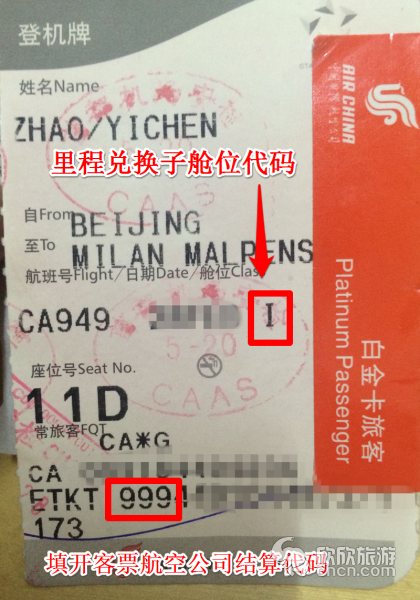 登机牌
姓名Name
ZHAO/YICHEN
里程兑换子舱位代码
CAAS
自From BEIJING
至To MILAN MALPENS
航班号Flight/日期Date/舱位Class
CA949 I
5-20
座位号Seat No.
CAAS
11D
常旅客FQT
CA*G
CA
ETKT 999
173
填开客票航空公司结算代码
AIR CHINA
Platinum Passenger
白金卡旅客
欣欣旅游